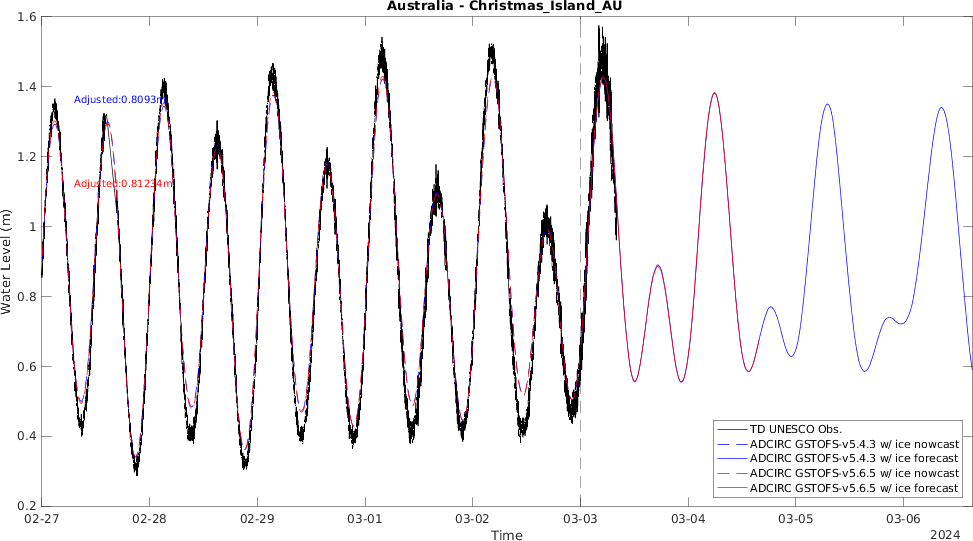 Australia - Christmas_Island_AU
1.6
1.4
1.2
1
0.8
0.6
0.4
0.2
Water Level (m)
Adjusted:0.8093m
Adjusted:0.81234m
TD UNESCO Obs.
ADCIRC GSTOFS-v5.4.3 w/ ice nowcast
ADCIRC GSTOFS-v5.4.3 w/ ice forecast
ADCIRC GSTOFS-v5.6.5 w/ ice nowcast
ADCIRC GSTOFS-v5.6.5 w/ ice forecast
02-27 02-28 02-29 03-01 03-02 03-03 03-04 03-05 03-06
Time
2024